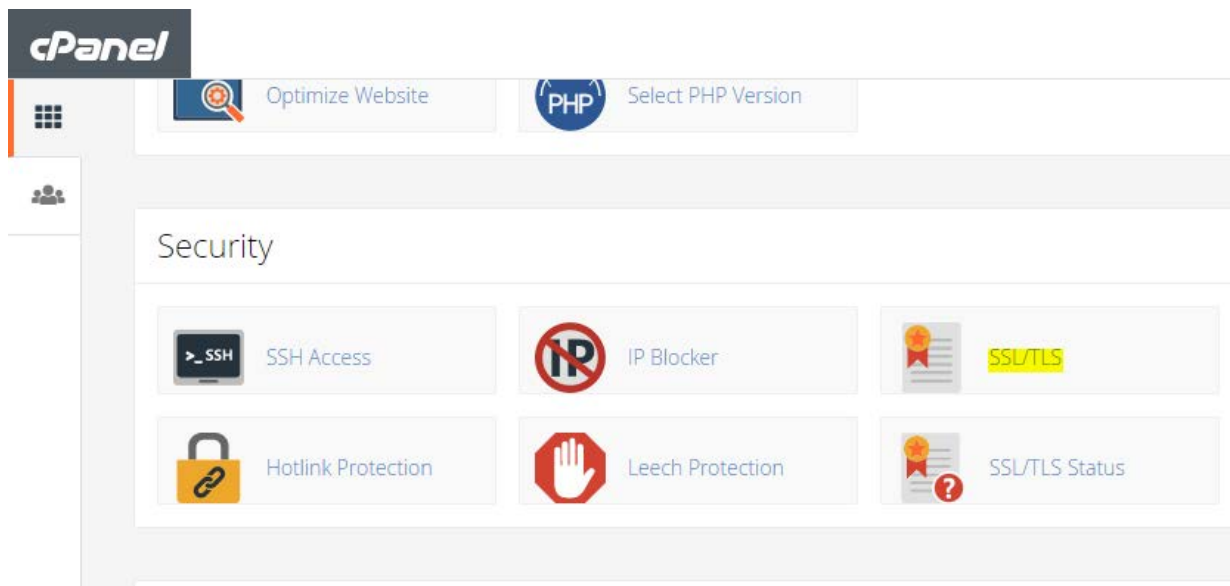 cPanel
Optimize Website
PHP
Select PHP Version
Security
>_SSH
SSH Access
IP
IP Blocker
SSL/TLS
Hotlink Protection
Leech Protection
?
SSL/TLS Status